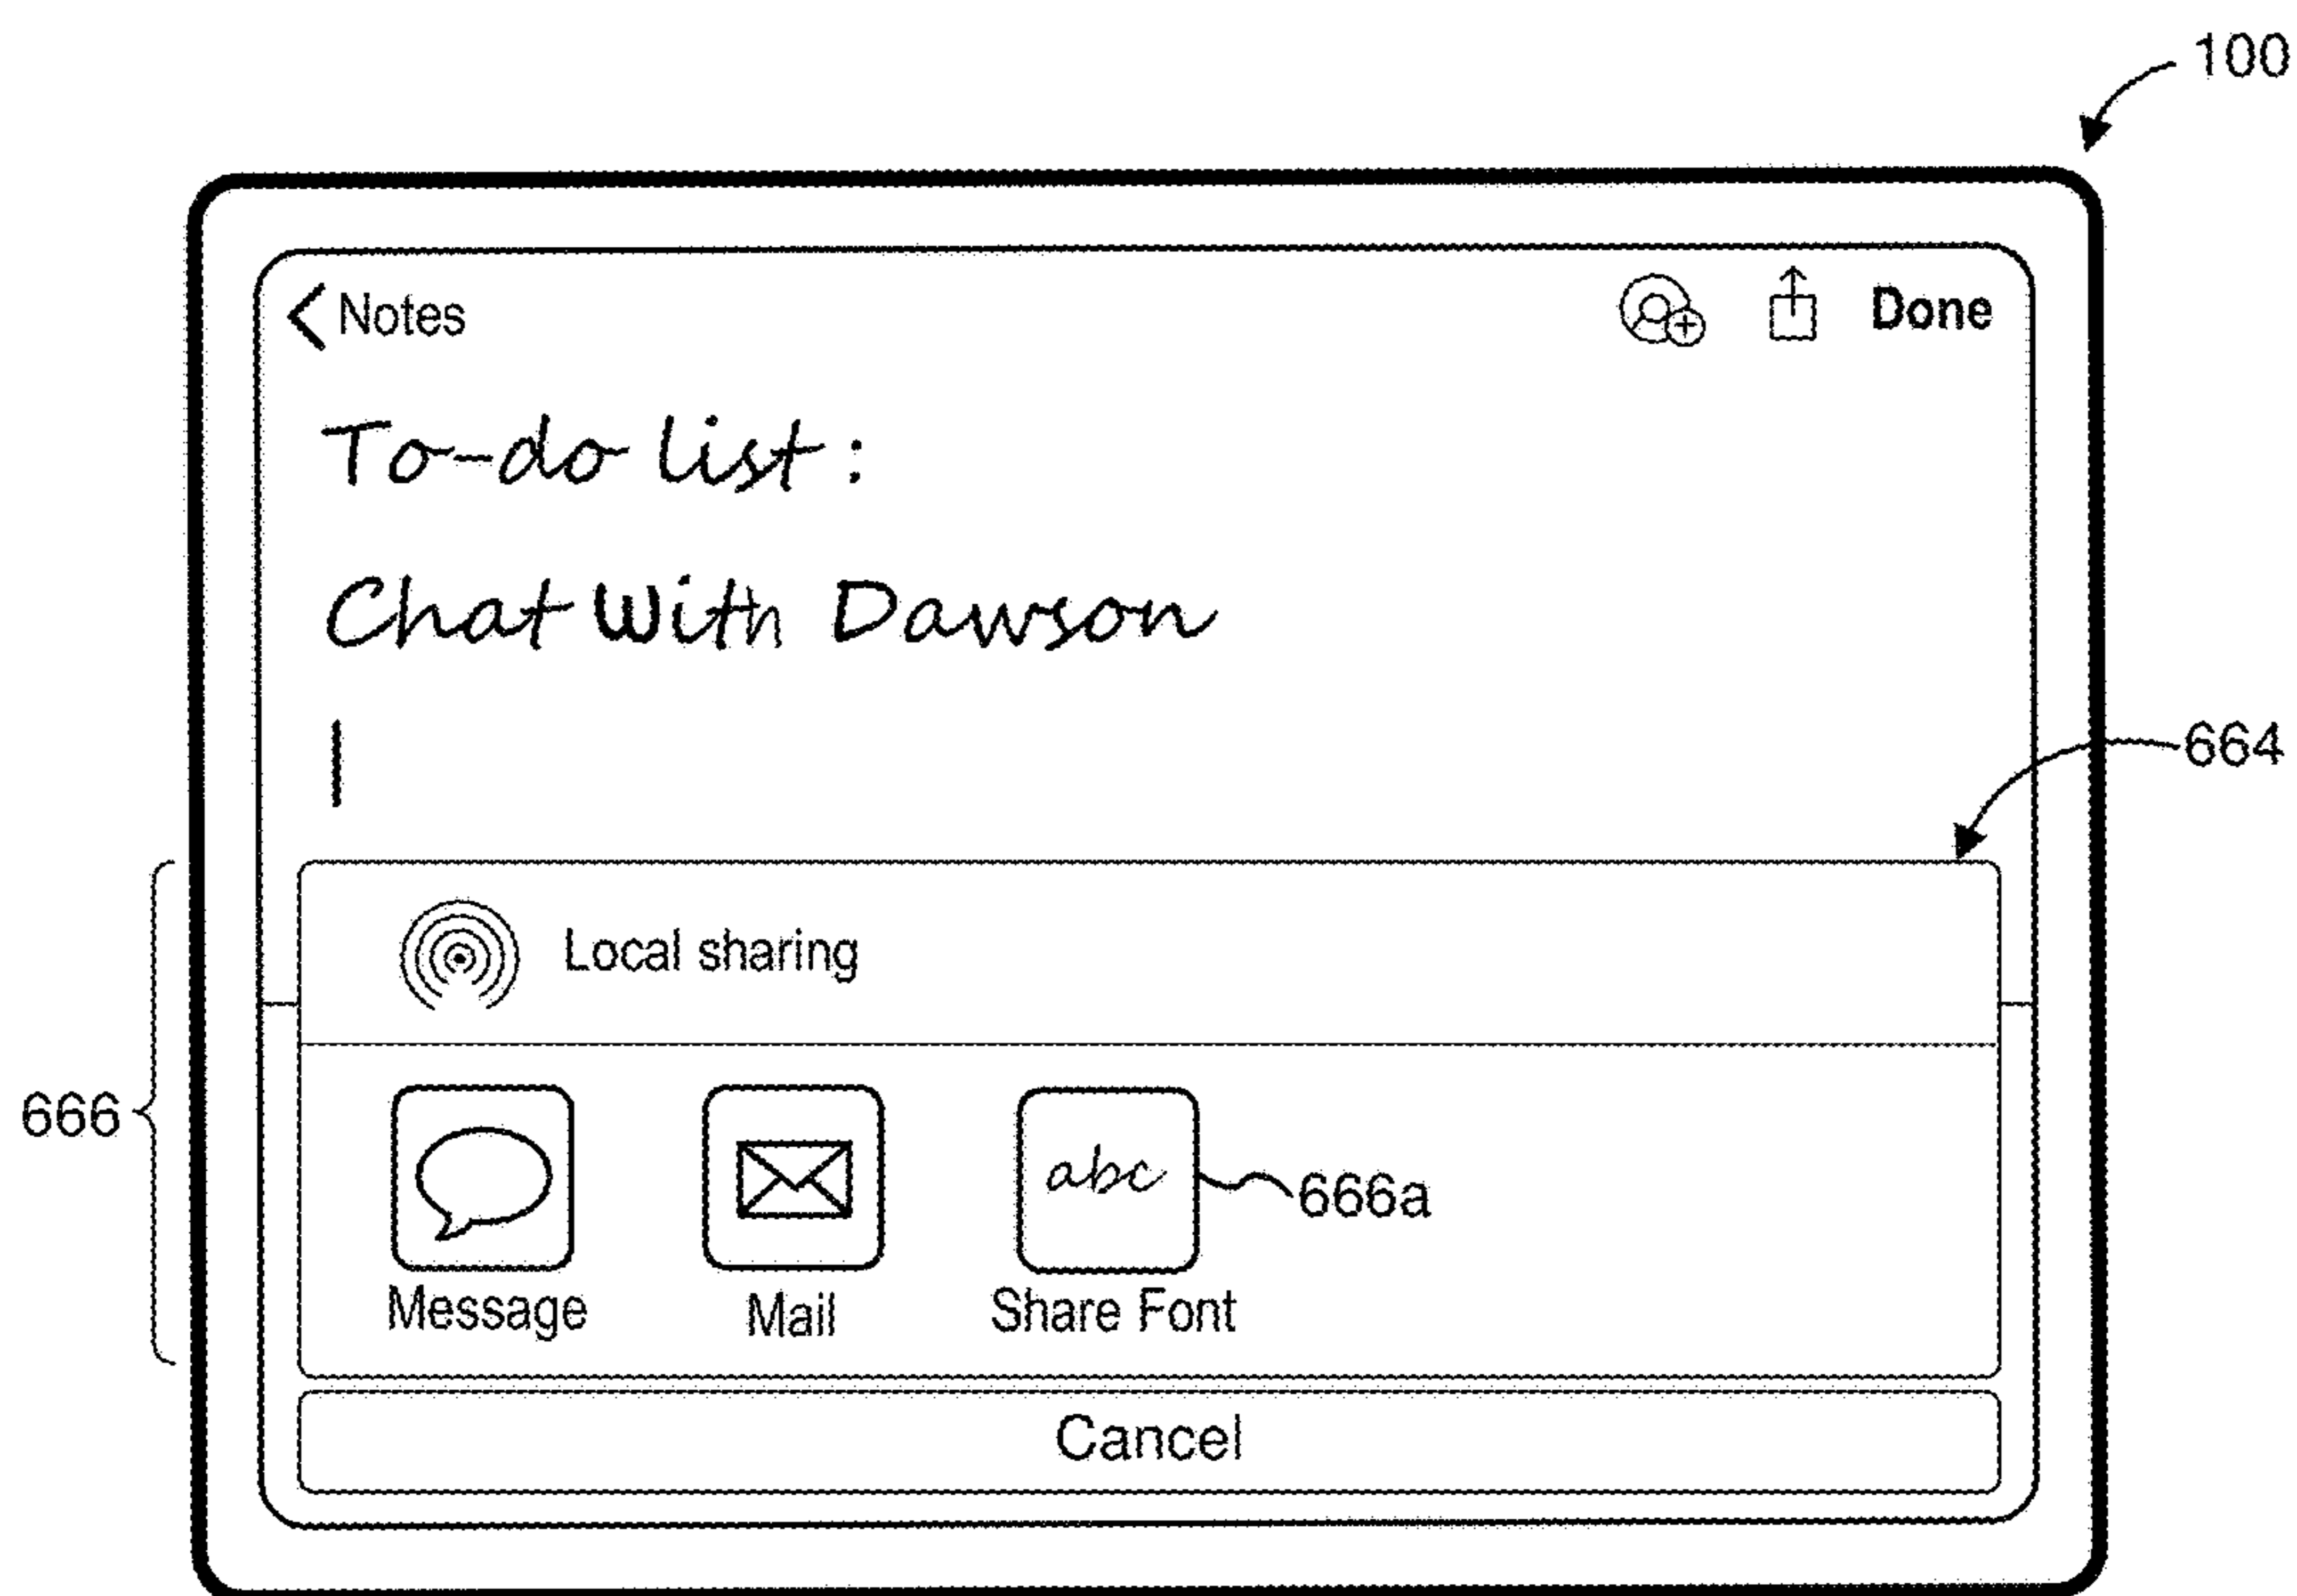 100
Notes
Done
To-do list:
Chat With Dawson
664
Local sharing
666
abc
666a
Message
Mail
Share Font
Cancel